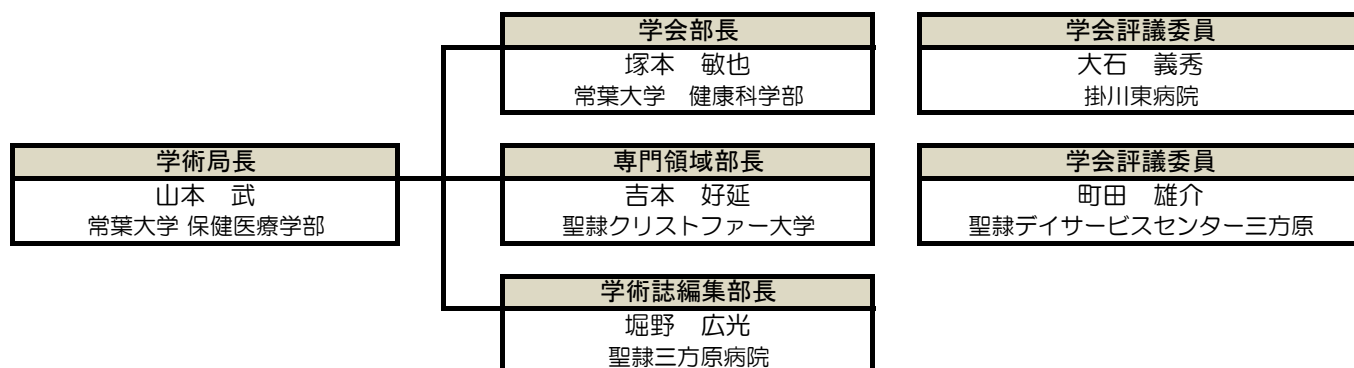 学会部長
塚本　敏也
常葉大学　健康科学部
学会評議委員
大石　義秀
掛川東病院
学術局長
山本　武
常葉大学 保健医療学部
専門領域部長
吉本　好延
聖隷クリストファー大学
学会評議委員
町田　雄介
聖隷デイサービスセンター三方原
学術誌編集部長
堀野　広光
聖隷三方原病院